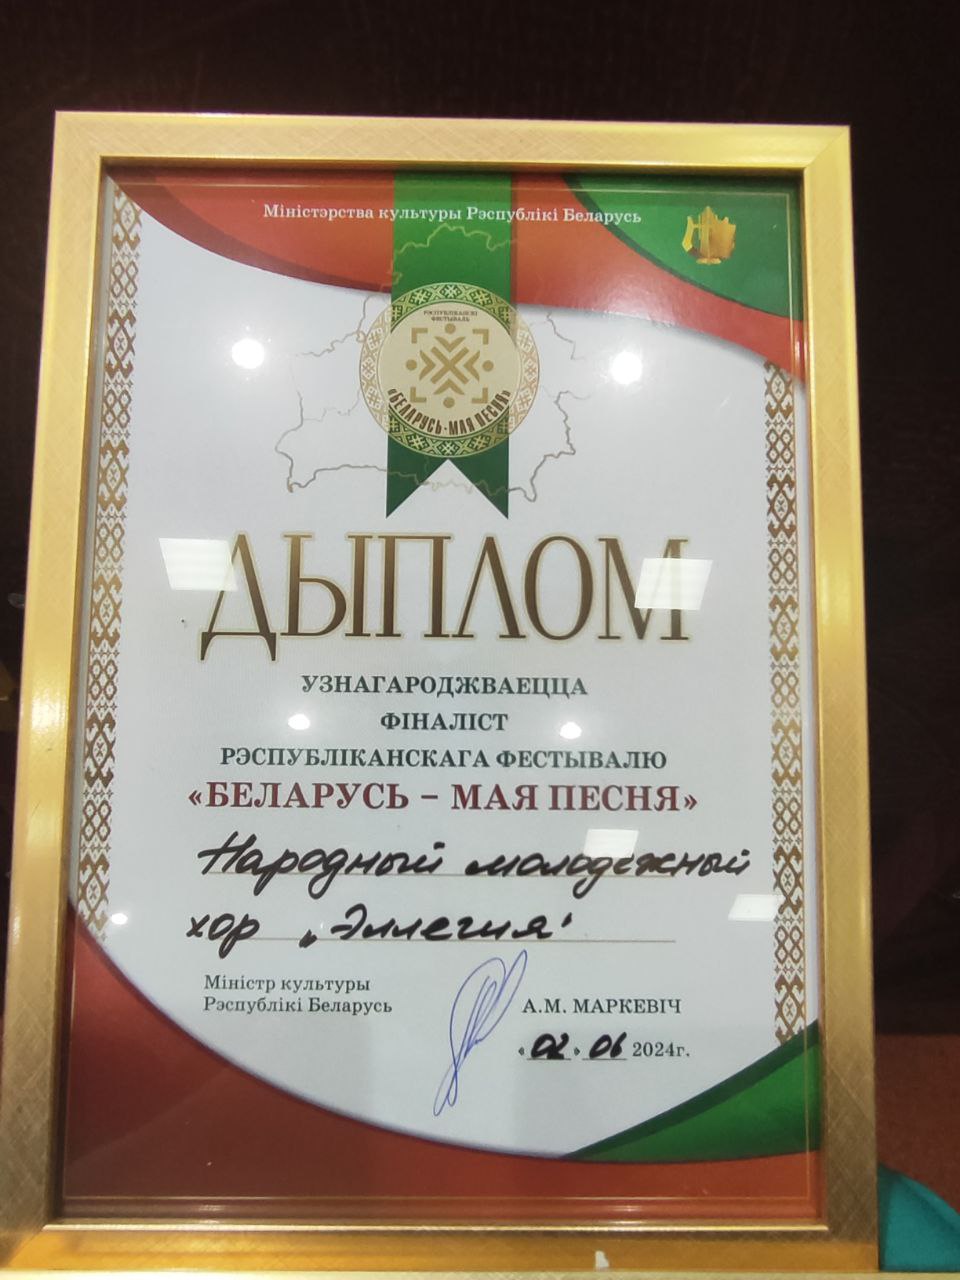 Міністэрства культуры Рэспублікі Беларусь
РЭСПУБЛІКАНСКІ
ФЕСТЫВАЛЬ
«БЕЛАРУСЬ-МАЯ ПЕСНЯ»
ДЫПЛОМ
УЗНАГАРОДЖВАЕЦЦА
ФІНАЛІСТ
РЭСПУБЛІКАНСКАГА ФЕСТЫВАЛЮ
«БЕЛАРУСЬ – МАЯ ПЕСНЯ»
Народный молодежный
хор „Эллегия"
Міністр культуры
Рэспублікі Беларусь
А.М. МАРКЕВІЧ
«02» 06 2024г.